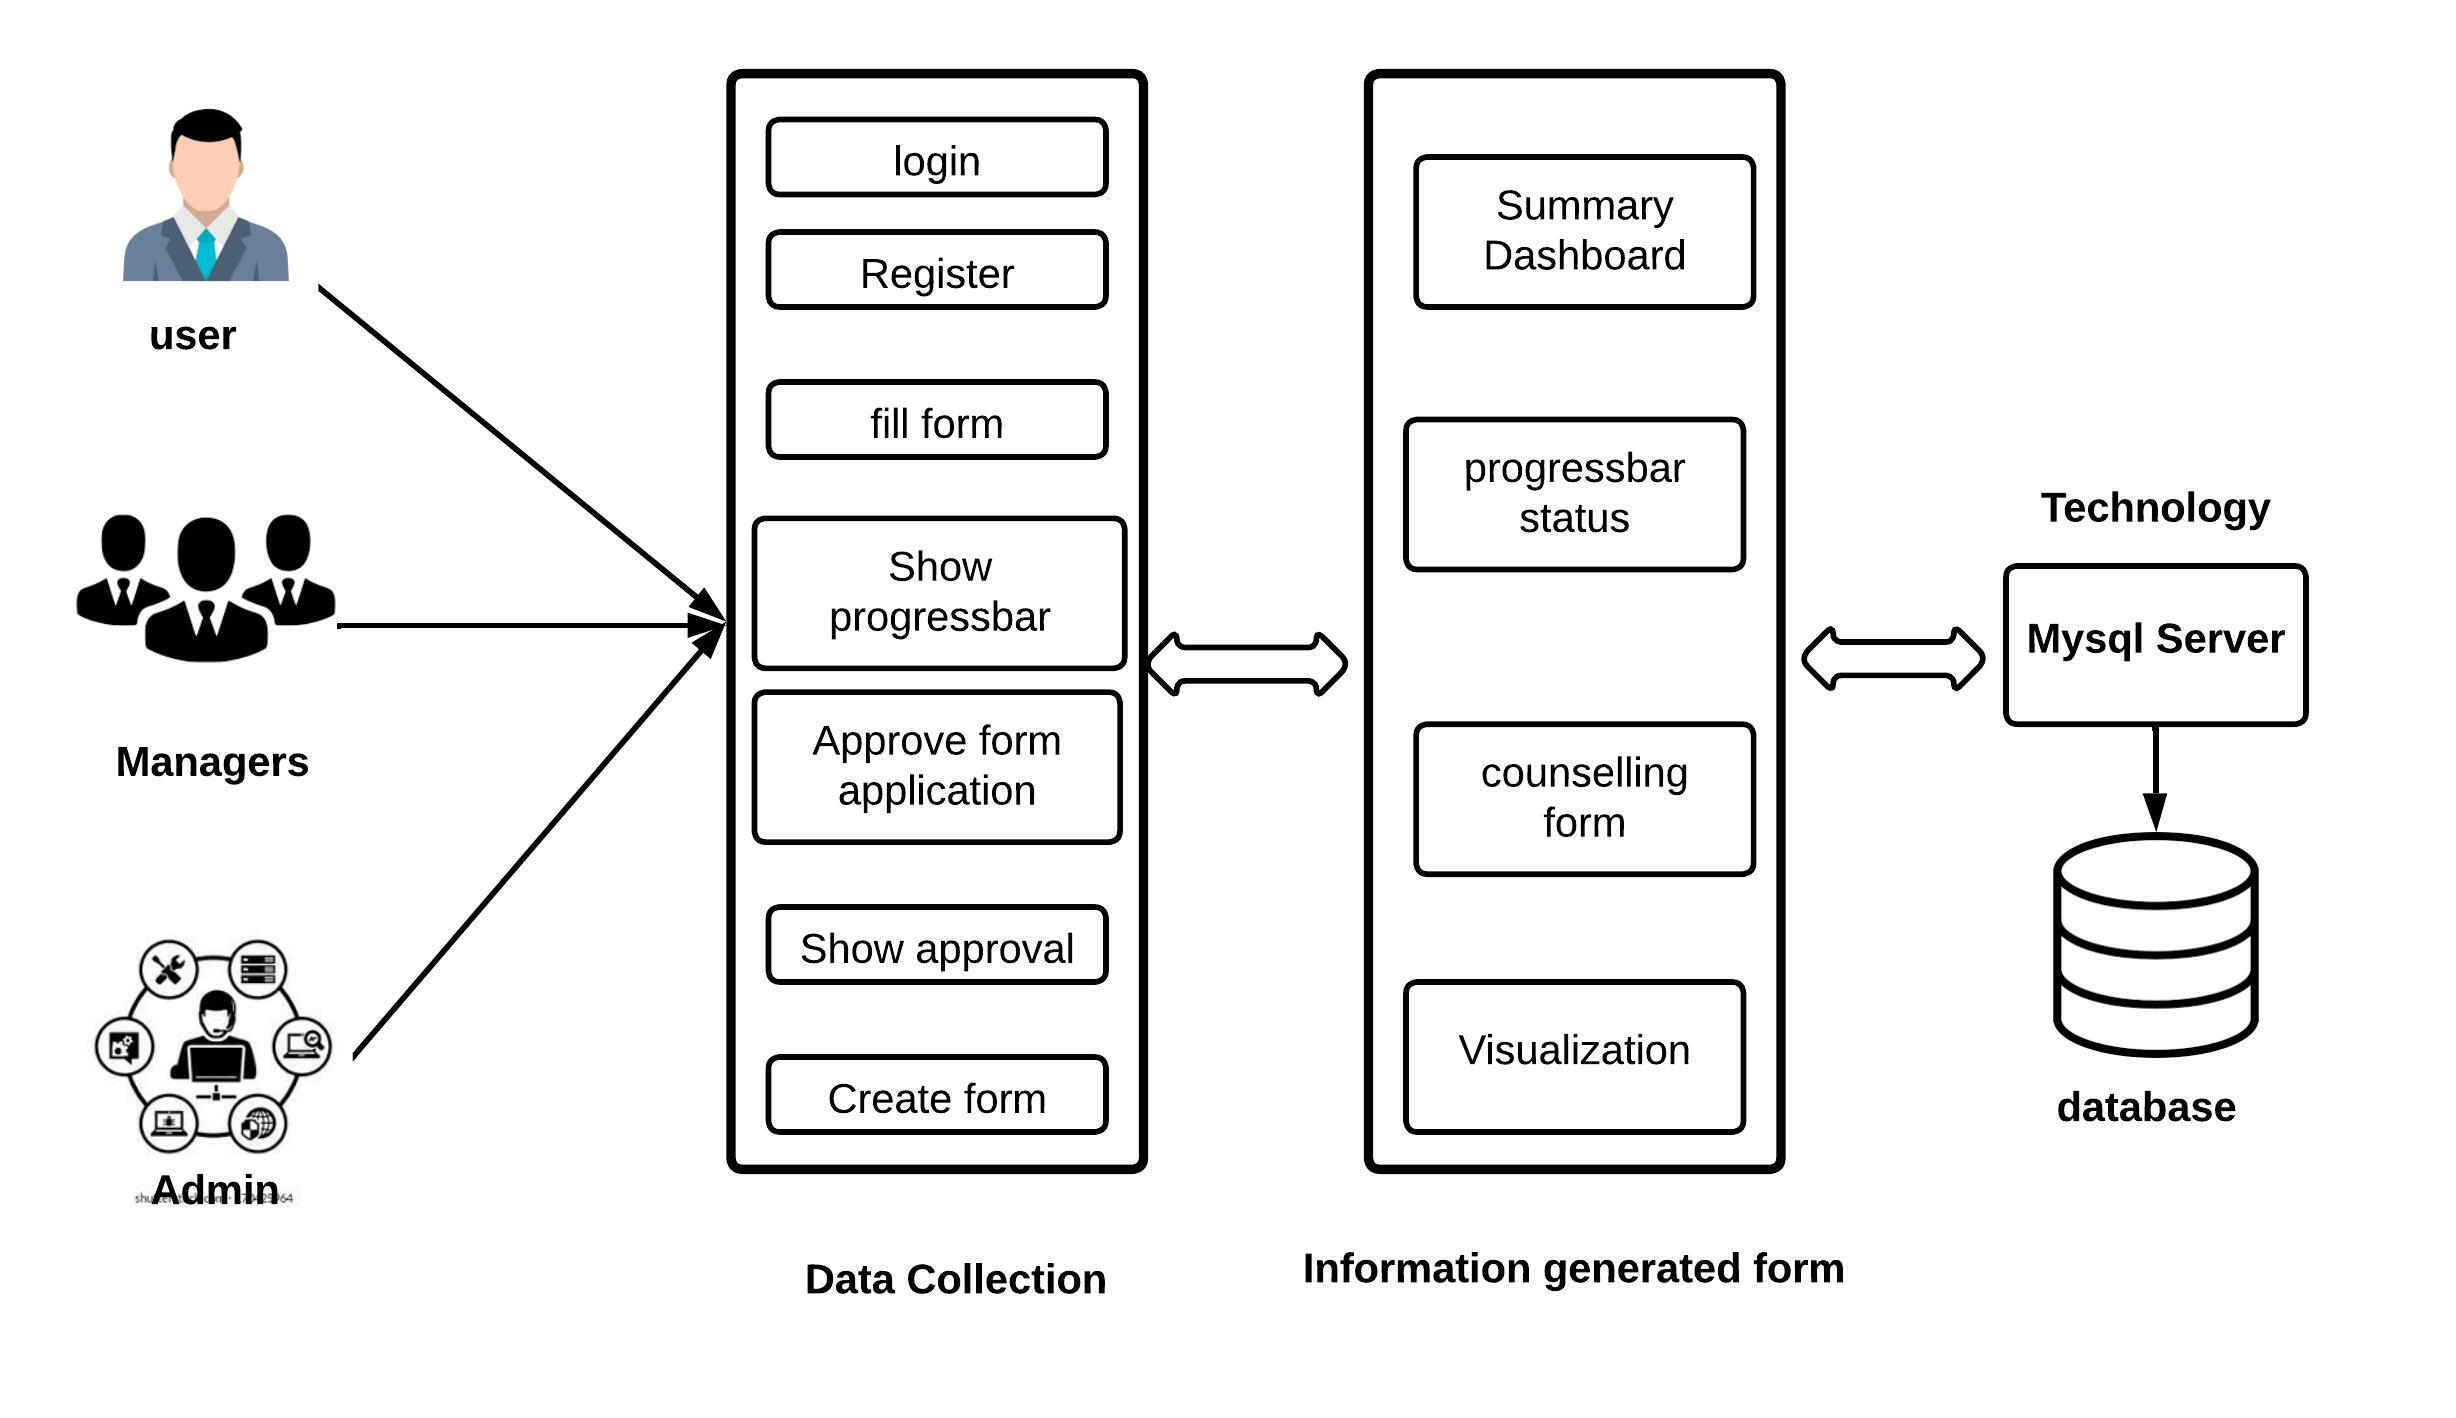 user
Managers
Admin
login
Register
fill form
Show
progressbar
Approve form
application
Show approval
Create form
Data Collection
Summary
Dashboard
progressbar
status
counselling
form
Visualization
Information generated form
Technology
Mysql Server
database